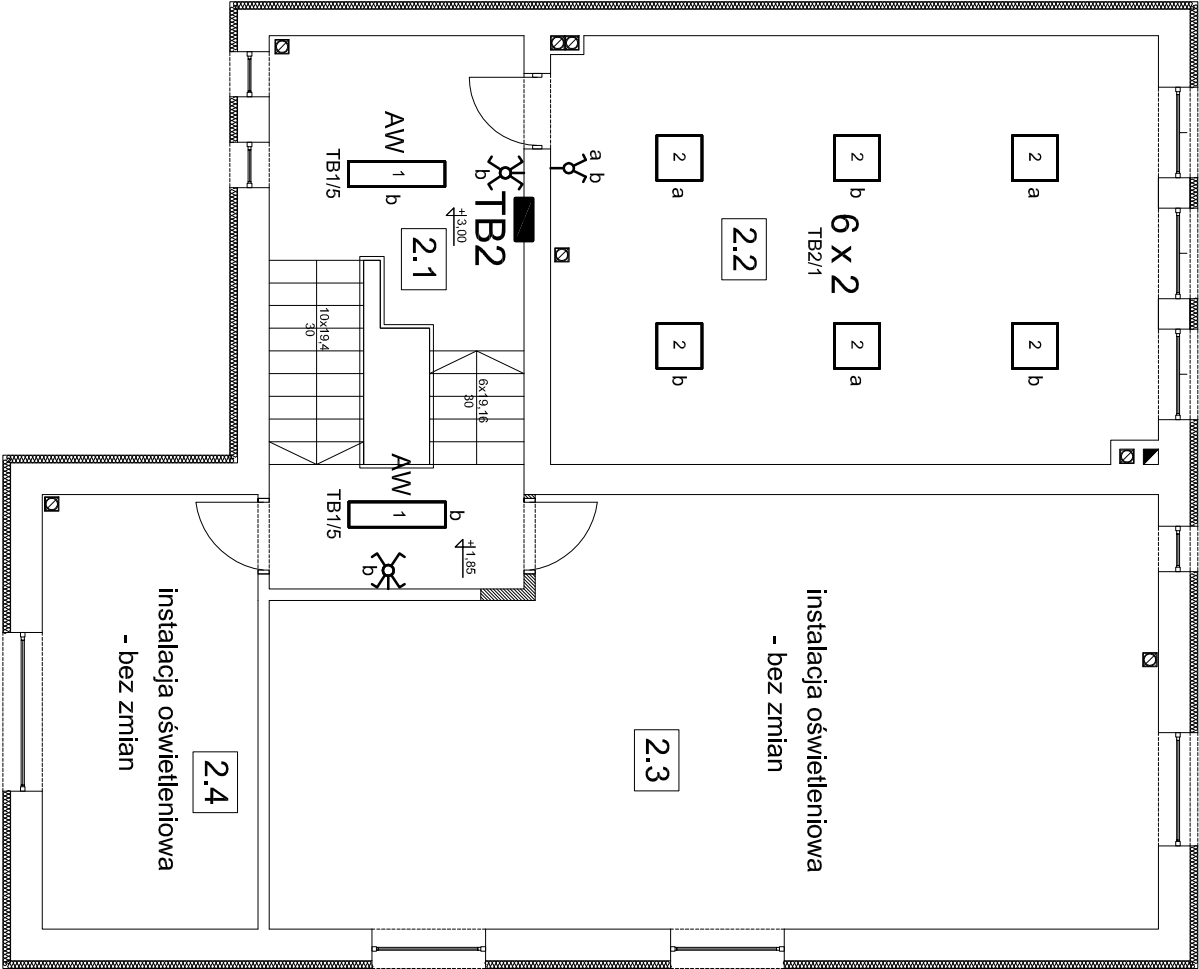 2
a
2
b
2
a
6 x 2
TB2/1
2.2
2
b
2
a
2
b
a
b
b
TB2
AW
1
b
TB1/5
+3,00
2.1
10x19,4
30
6x19,16
30
AW
1
b
TB1/5
+1,85
b
instalacja oświetleniowa
- bez zmian
2.3
instalacja oświetleniowa
- bez zmian
2.4